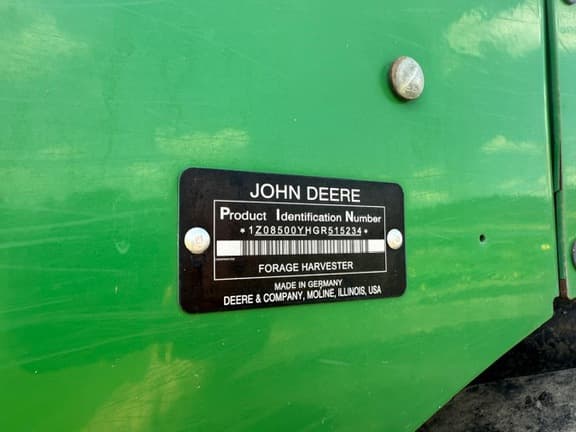 JOHN DEERE
Product Identification Number
*1Z08500YHGR515234*
FORAGE HARVESTER
MADE IN GERMANY
DEERE & COMPANY, MOLINE, ILLINOIS, USA